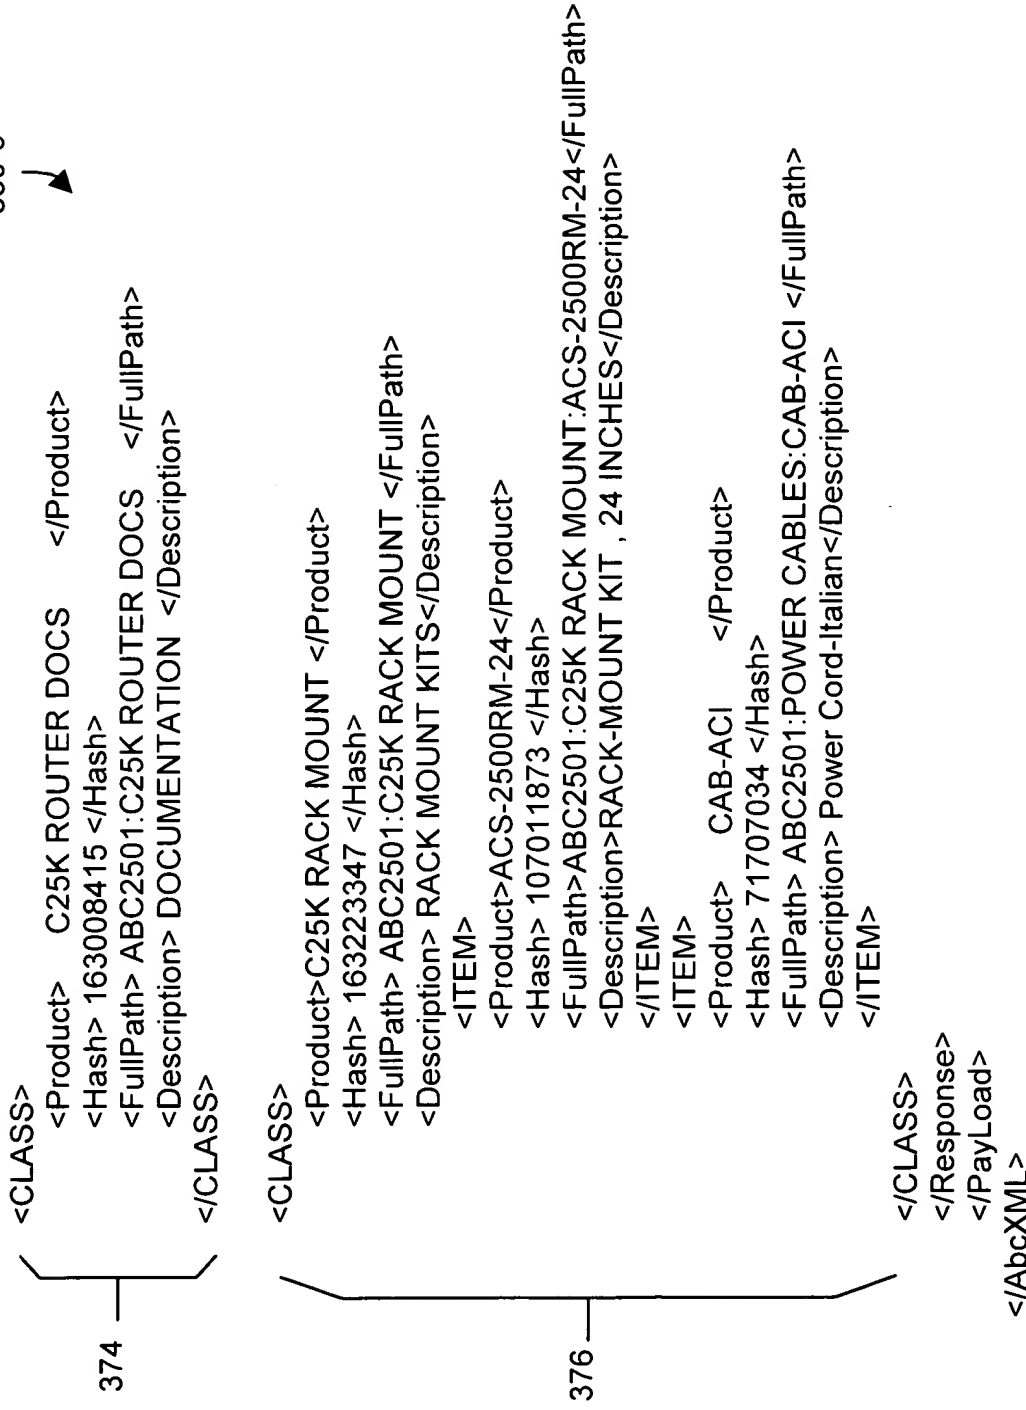 <CLASS>
<Product> C25K ROUTER DOCS </Product>
<Hash> 163008415 </Hash>
<FullPath> ABC2501:C25K ROUTER DOCS </FullPath>
<Description> DOCUMENTATION </Description>
</CLASS>
374
<CLASS>
<Product>C25K RACK MOUNT </Product>
<Hash> 163223347 </Hash>
<FullPath> ABC2501:C25K RACK MOUNT </FullPath>
<Description> RACK MOUNT KITS</Description>
<ITEM>
<Product>ACS-2500RM-24</Product>
<Hash> 107011873 </Hash>
<FullPath>ABC2501:C25K RACK MOUNT:ACS-2500RM-24</FullPath>
<Description>RACK-MOUNT KIT , 24 INCHES</Description>
</ITEM>
<ITEM>
<Product> CAB-ACI </Product>
<Hash> 71707034 </Hash>
<FullPath> ABC2501:POWER CABLES:CAB-ACI </FullPath>
<Description> Power Cord-Italian</Description>
</ITEM>
376
</CLASS>
</Response>
</PayLoad>
</AbcXML>